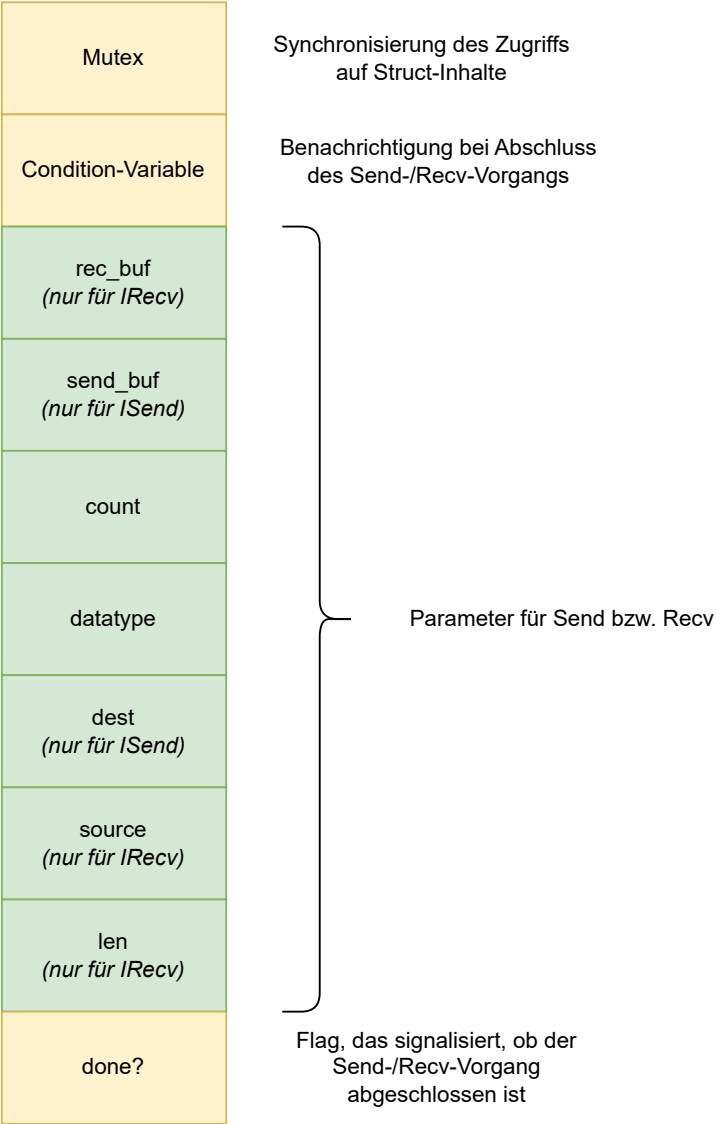 Mutex
Synchronisierung des Zugriffs
auf Struct-Inhalte
Condition-Variable
Benachrichtigung bei Abschluss
des Send-/Recv-Vorgangs
rec_buf
(nur für IRecv)
send_buf
(nur für ISend)
count
datatype
Parameter für Send bzw. Recv
dest
(nur für ISend)
source
(nur für IRecv)
len
(nur für IRecv)
done?
Flag, das signalisiert, ob der
Send-/Recv-Vorgang
abgeschlossen ist